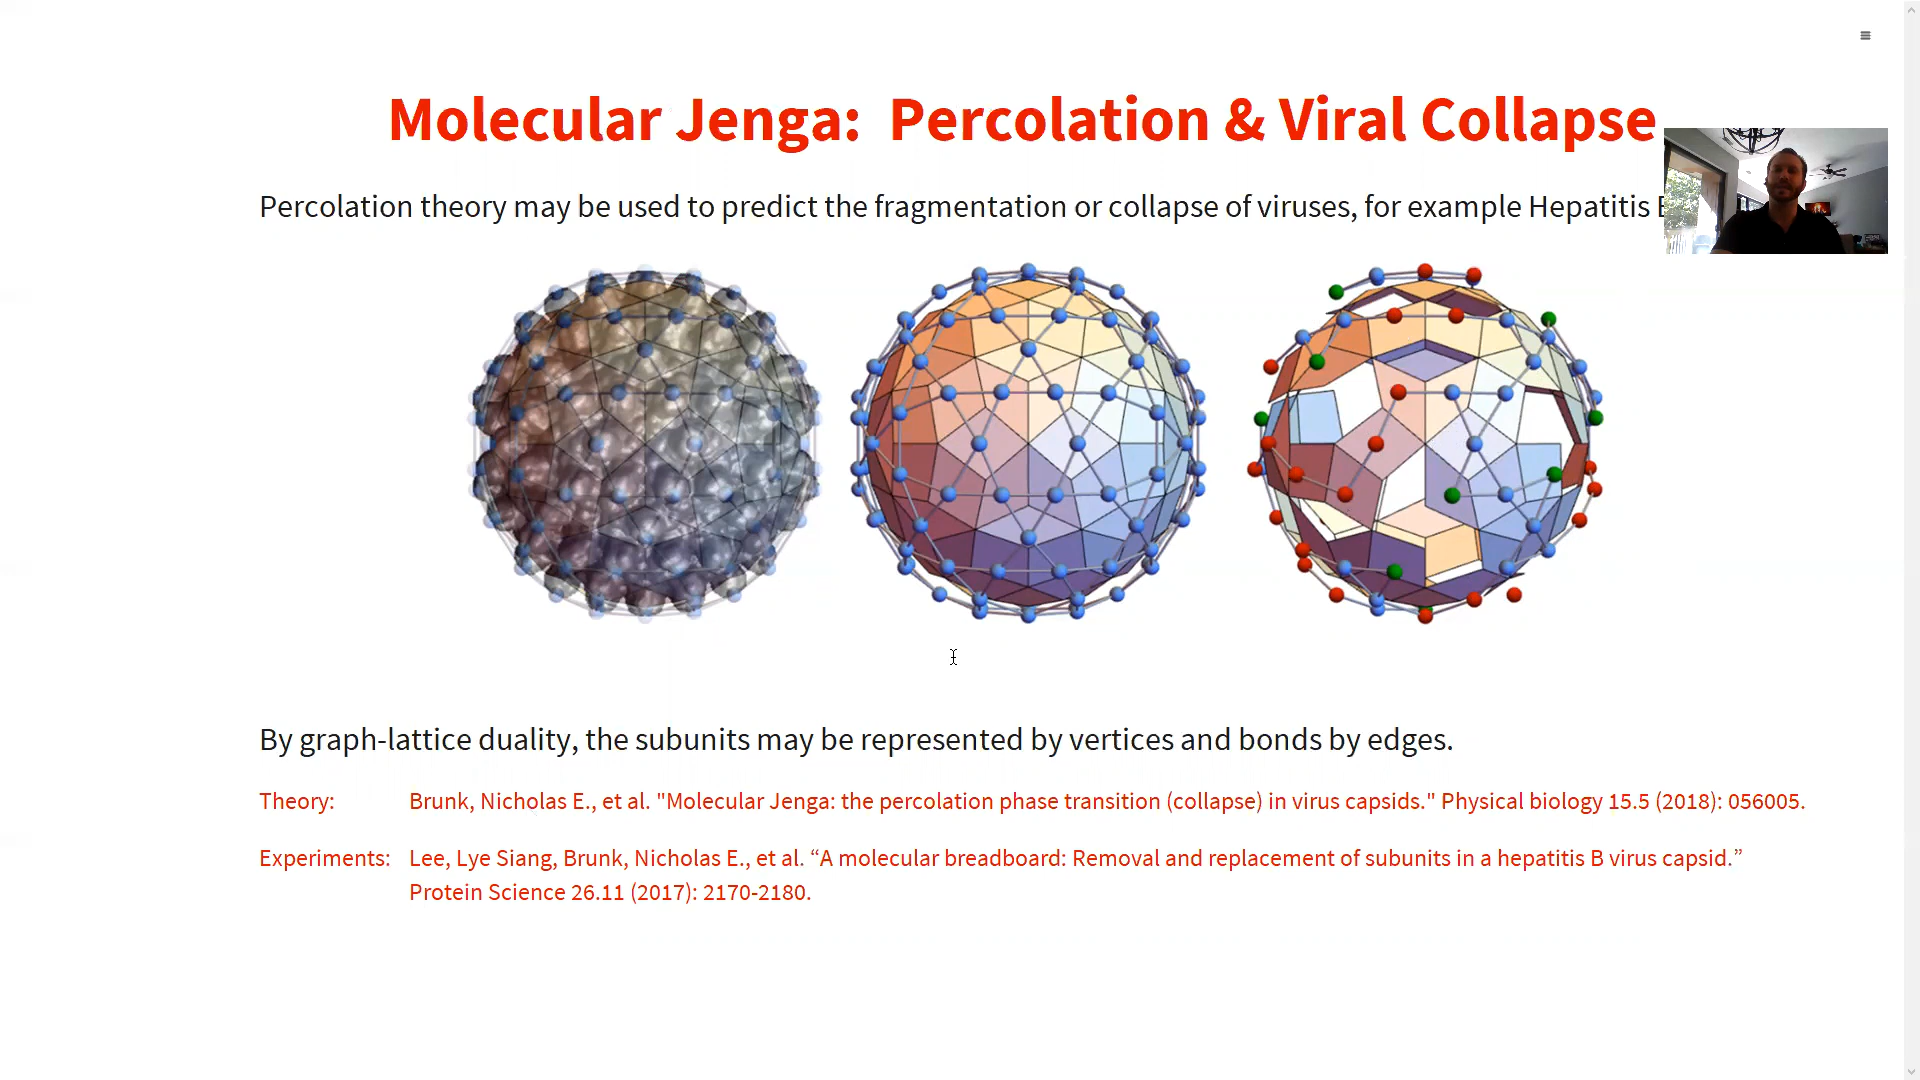 Molecular Jenga: Percolation & Viral Collapse
Percolation theory may be used to predict the fragmentation or collapse of viruses, for example Hepatitis
By graph-lattice duality, the subunits may be represented by vertices and bonds by edges.
Theory: Brunk, Nicholas E., et al. "Molecular Jenga: the percolation phase transition (collapse) in virus capsids." Physical biology 15.5 (2018): 056005.
Experiments: Lee, Lye Siang, Brunk, Nicholas E., et al. “A molecular breadboard: Removal and replacement of subunits in a hepatitis B virus capsid.”
Protein Science 26.11 (2017): 2170-2180.